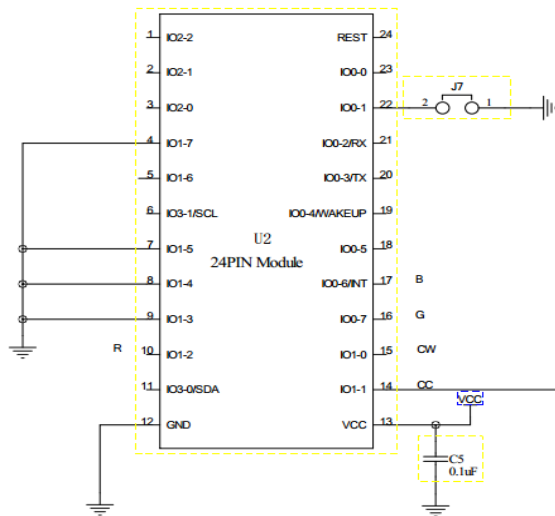 1 IO2-2 REST 24
2 IO2-1 IO0-0 23
J7
3 IO2-0 IO0-1 22 2 1
4 IO1-7 IO0-2/RX 21
5 IO1-6 IO0-3/TX 20
6 IO3-1/SCL IO0-4/WAKEUP 19
7 IO1-5 IO0-5 18
U2
24PIN Module
8 IO1-4 IO0-6/INT 17 B
9 IO1-3 IO0-7 16 G
R 10 IO1-2 IO1-0 15 CW
11 IO3-0/SDA IO1-1 14 CC
VCC
12 GND VCC 13
C5
0.1uF